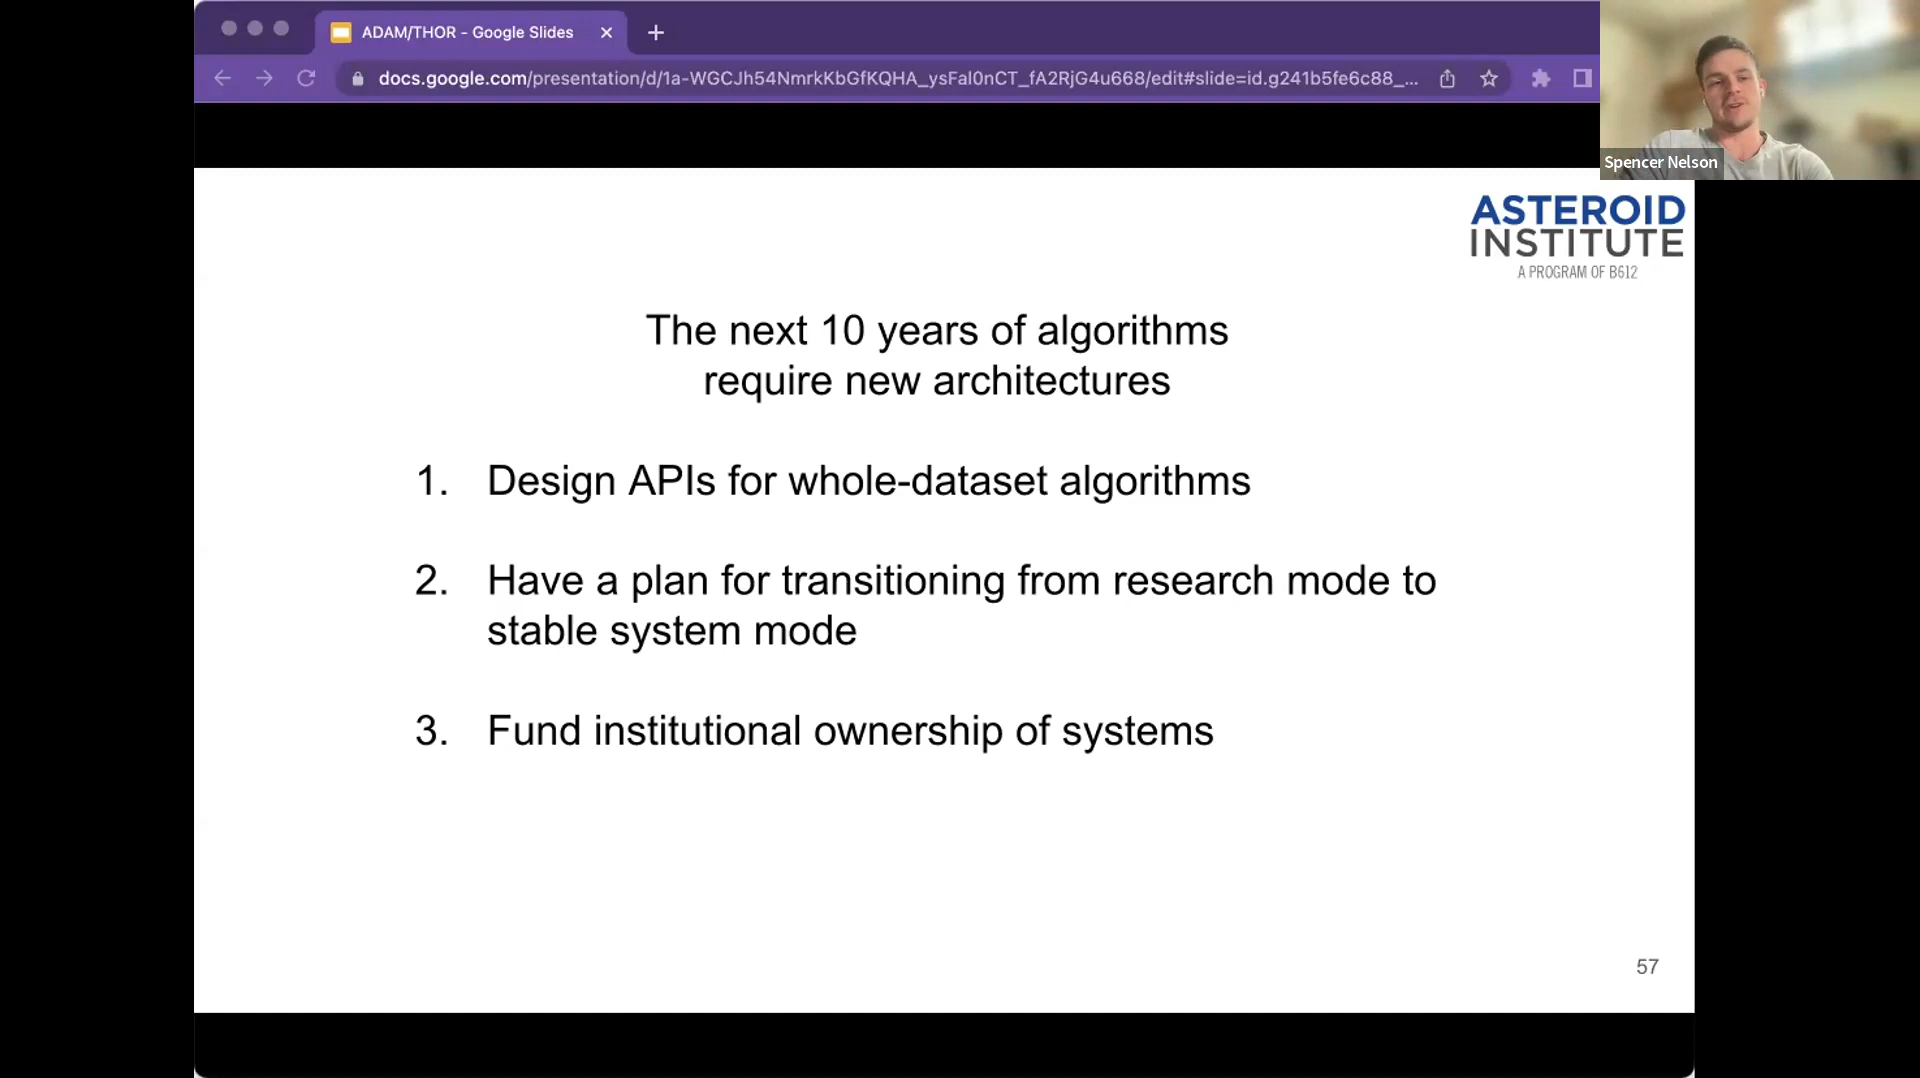 ADAM/THOR - Google Slides
docs.google.com/presentation/d/1a-WGCJh54NmrkKbGfKQHA_ysFal0nCT_fA2RjG4u668/edit#slide=id.g241b5fe6c88_...
Spencer Nelson
ASTEROID
INSTITUTE
A PROGRAM OF B612
The next 10 years of algorithms
require new architectures
1. Design APIs for whole-dataset algorithms
2. Have a plan for transitioning from research mode to
stable system mode
3. Fund institutional ownership of systems
57